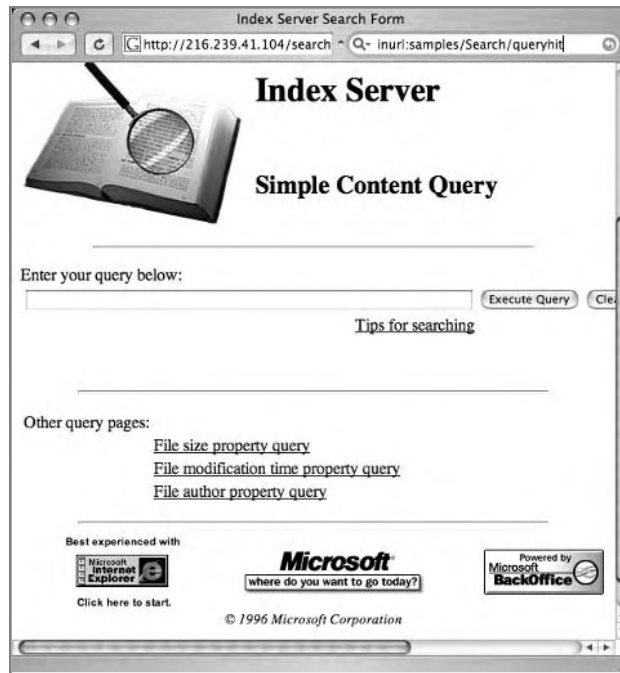 Index Server Search Form
http://216.239.41.104/search
inurl:samples/Search/queryhit
Index Server
Simple Content Query
Enter your query below:
Execute Query
Tips for searching
Other query pages:
File size property query
File modification time property query
File author property query
Best experienced with
Microsoft
Internet
Explorer
Click here to start.
Microsoft
where do you want to go today?
Powered by
Microsoft
BackOffice
© 1996 Microsoft Corporation